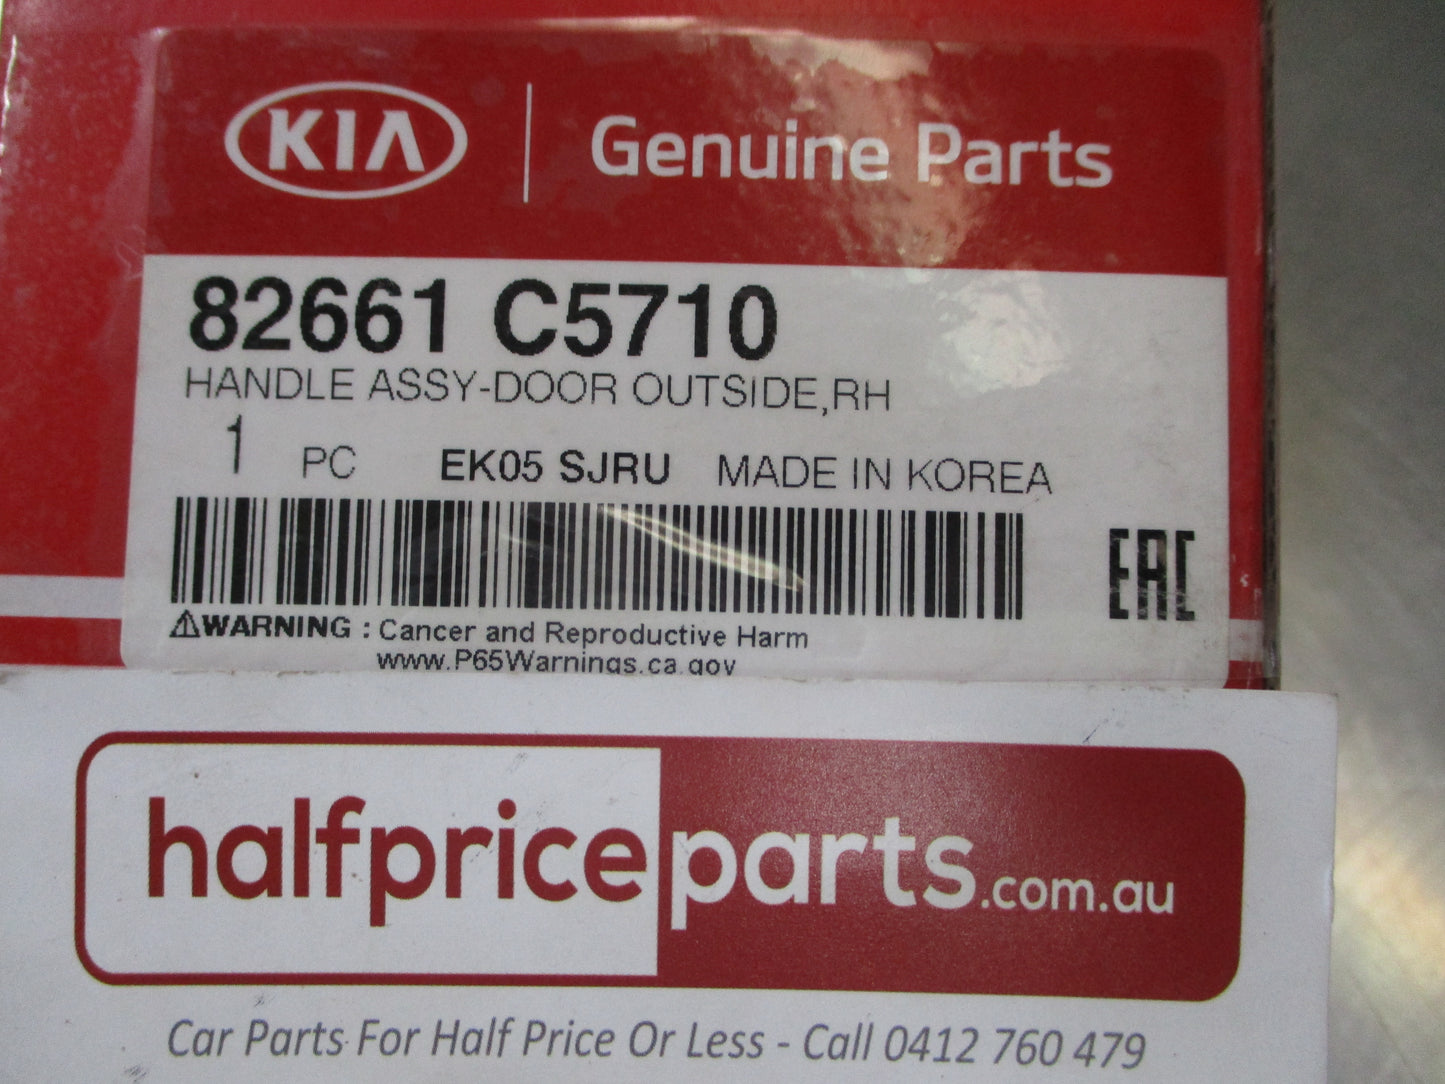 KIA Genuine Parts
82661 C5710
HANDLE ASSY-DOOR OUTSIDE,RH
1 PC EK05 SJRU MADE IN KOREA
EAC
⚠WARNING : Cancer and Reproductive Harm
www.P65Warnings.ca.gov
halfpriceparts.com.au
Car Parts For Half Price Or Less - Call 0412 760 479